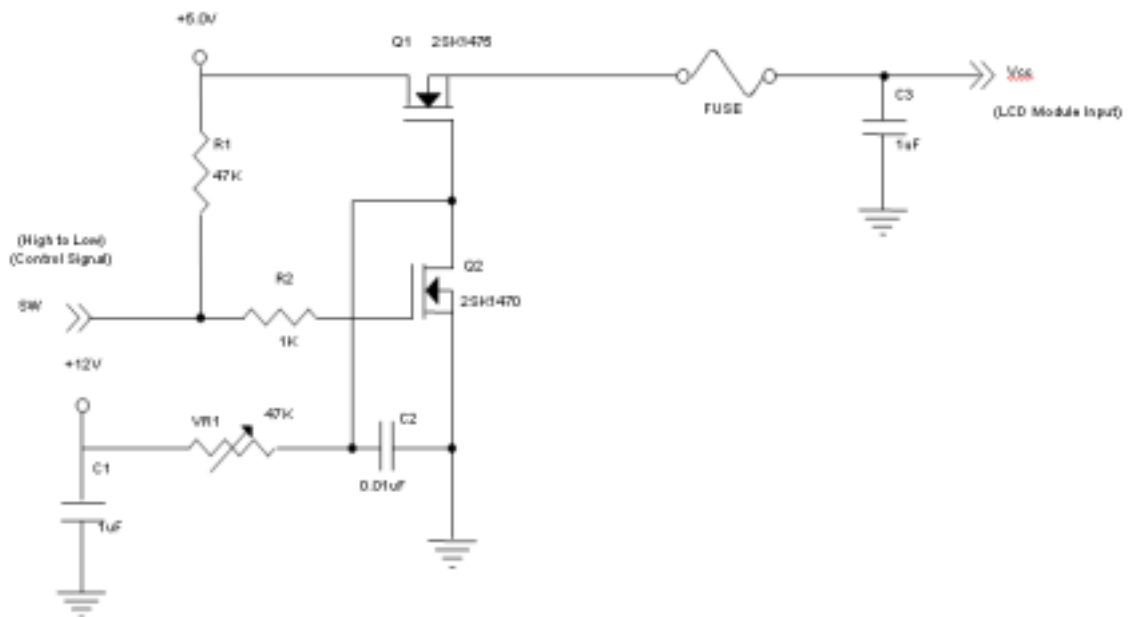 +5.0V
Q1 2SK1475
FUSE
Vcc
(LCD Module Input)
C3
1uF
R1
47K
(High to Low)
(Control Signal)
SW
R2
1K
Q2
2SK1470
+12V
VR1
47K
C2
0.01uF
C1
1uF